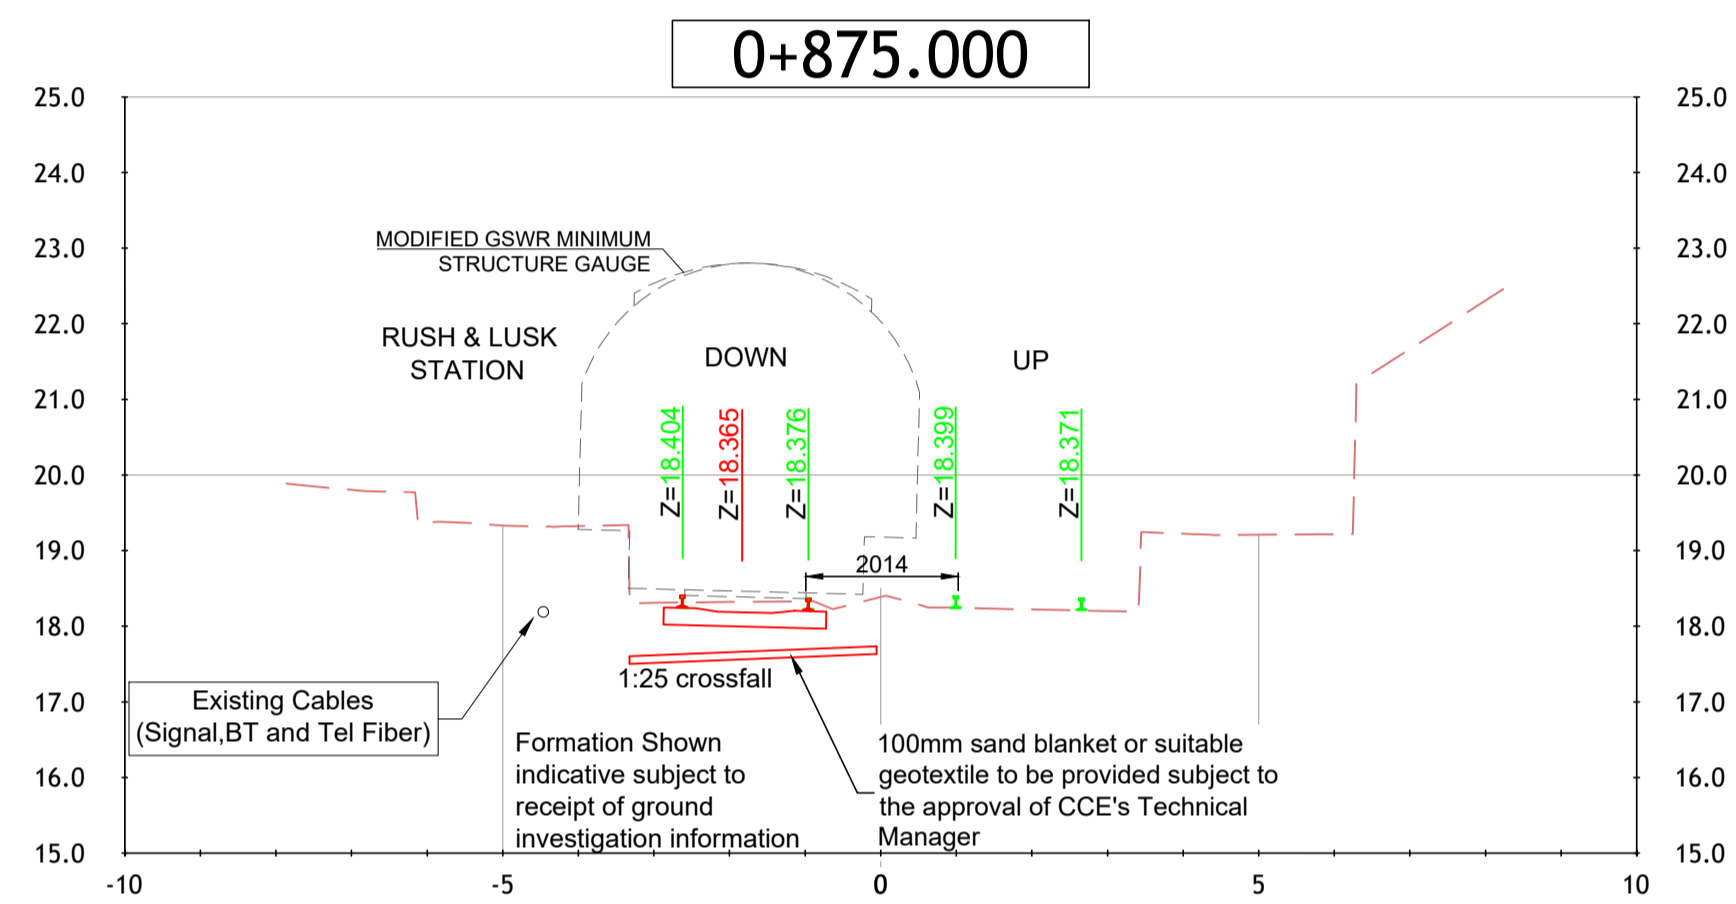 0+875.000
25.0
25.0
24.0
24.0
23.0
23.0
MODIFIED GSWR MINIMUM
STRUCTURE GAUGE
22.0
22.0
RUSH & LUSK
STATION
DOWN
UP
21.0
21.0
Z=18.404
Z=18.365
Z=18.376
Z=18.399
Z=18.371
20.0
20.0
19.0
19.0
2014
18.0
18.0
1:25 crossfall
Existing Cables
(Signal,BT and Tel Fiber)
17.0
17.0
Formation Shown
indicative subject to
receipt of ground
investigation information
100mm sand blanket or suitable
geotextile to be provided subject to
the approval of CCE's Technical
Manager
16.0
16.0
15.0
15.0
-10
-5
0
5
10